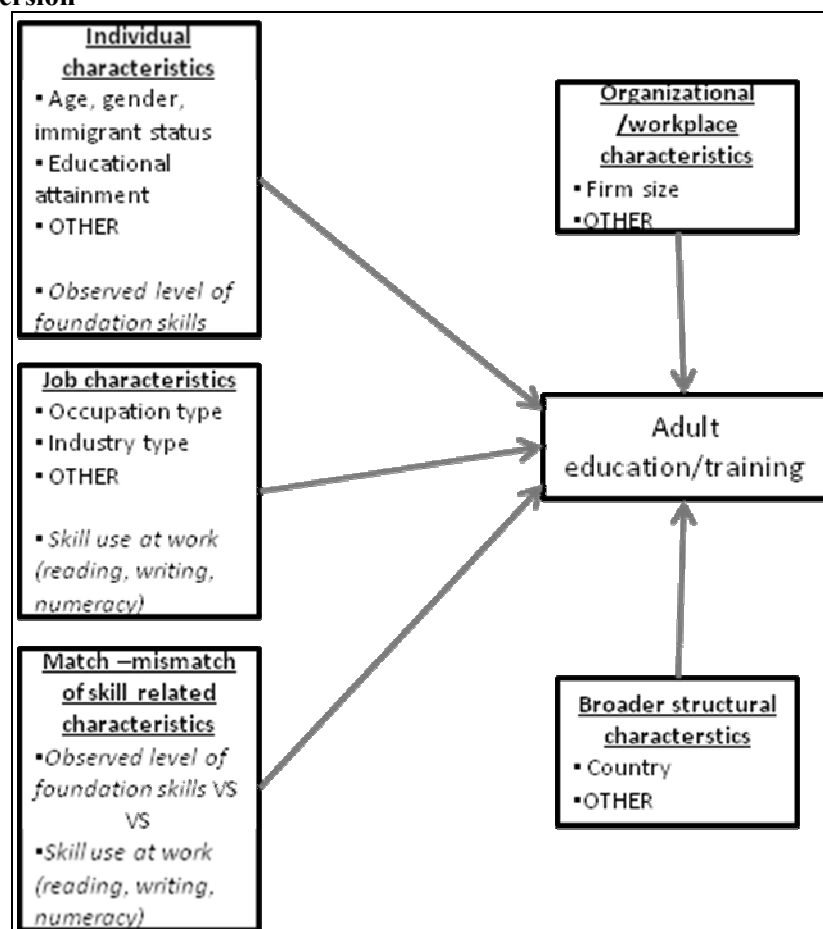 Individual
characteristics
▪ Age, gender,
immigrant status
▪ Educational
attainment
▪ OTHER
▪ Observed level of
foundation skills
Job characteristics
▪ Occupation type
▪ Industry type
▪ OTHER
▪ Skill use at work
(reading, writing,
numeracy)
Match –mismatch
of skill related
characteristics
▪Observed level of
foundation skills VS
VS
▪Skill use at work
(reading, writing,
numeracy)
Organizational
/workplace
characteristics
▪ Firm size
▪OTHER
Adult
education/training
Broader structural
characterstics
▪ Country
▪OTHER